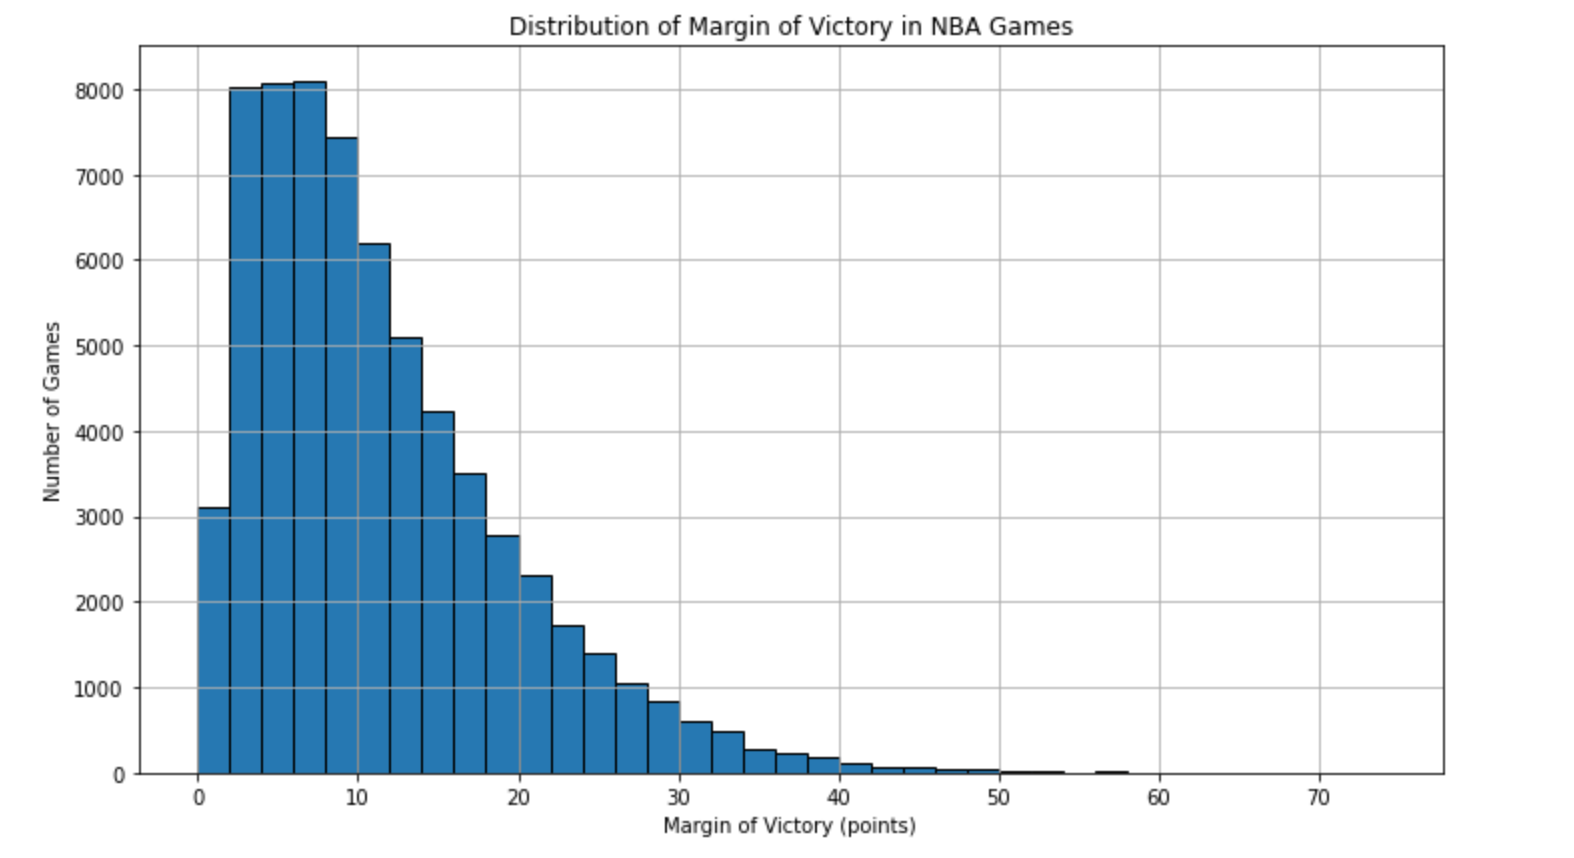 Distribution of Margin of Victory in NBA Games
8000
7000
6000
5000
4000
3000
2000
1000
0
Number of Games
0 10 20 30 40 50 60 70
Margin of Victory (points)